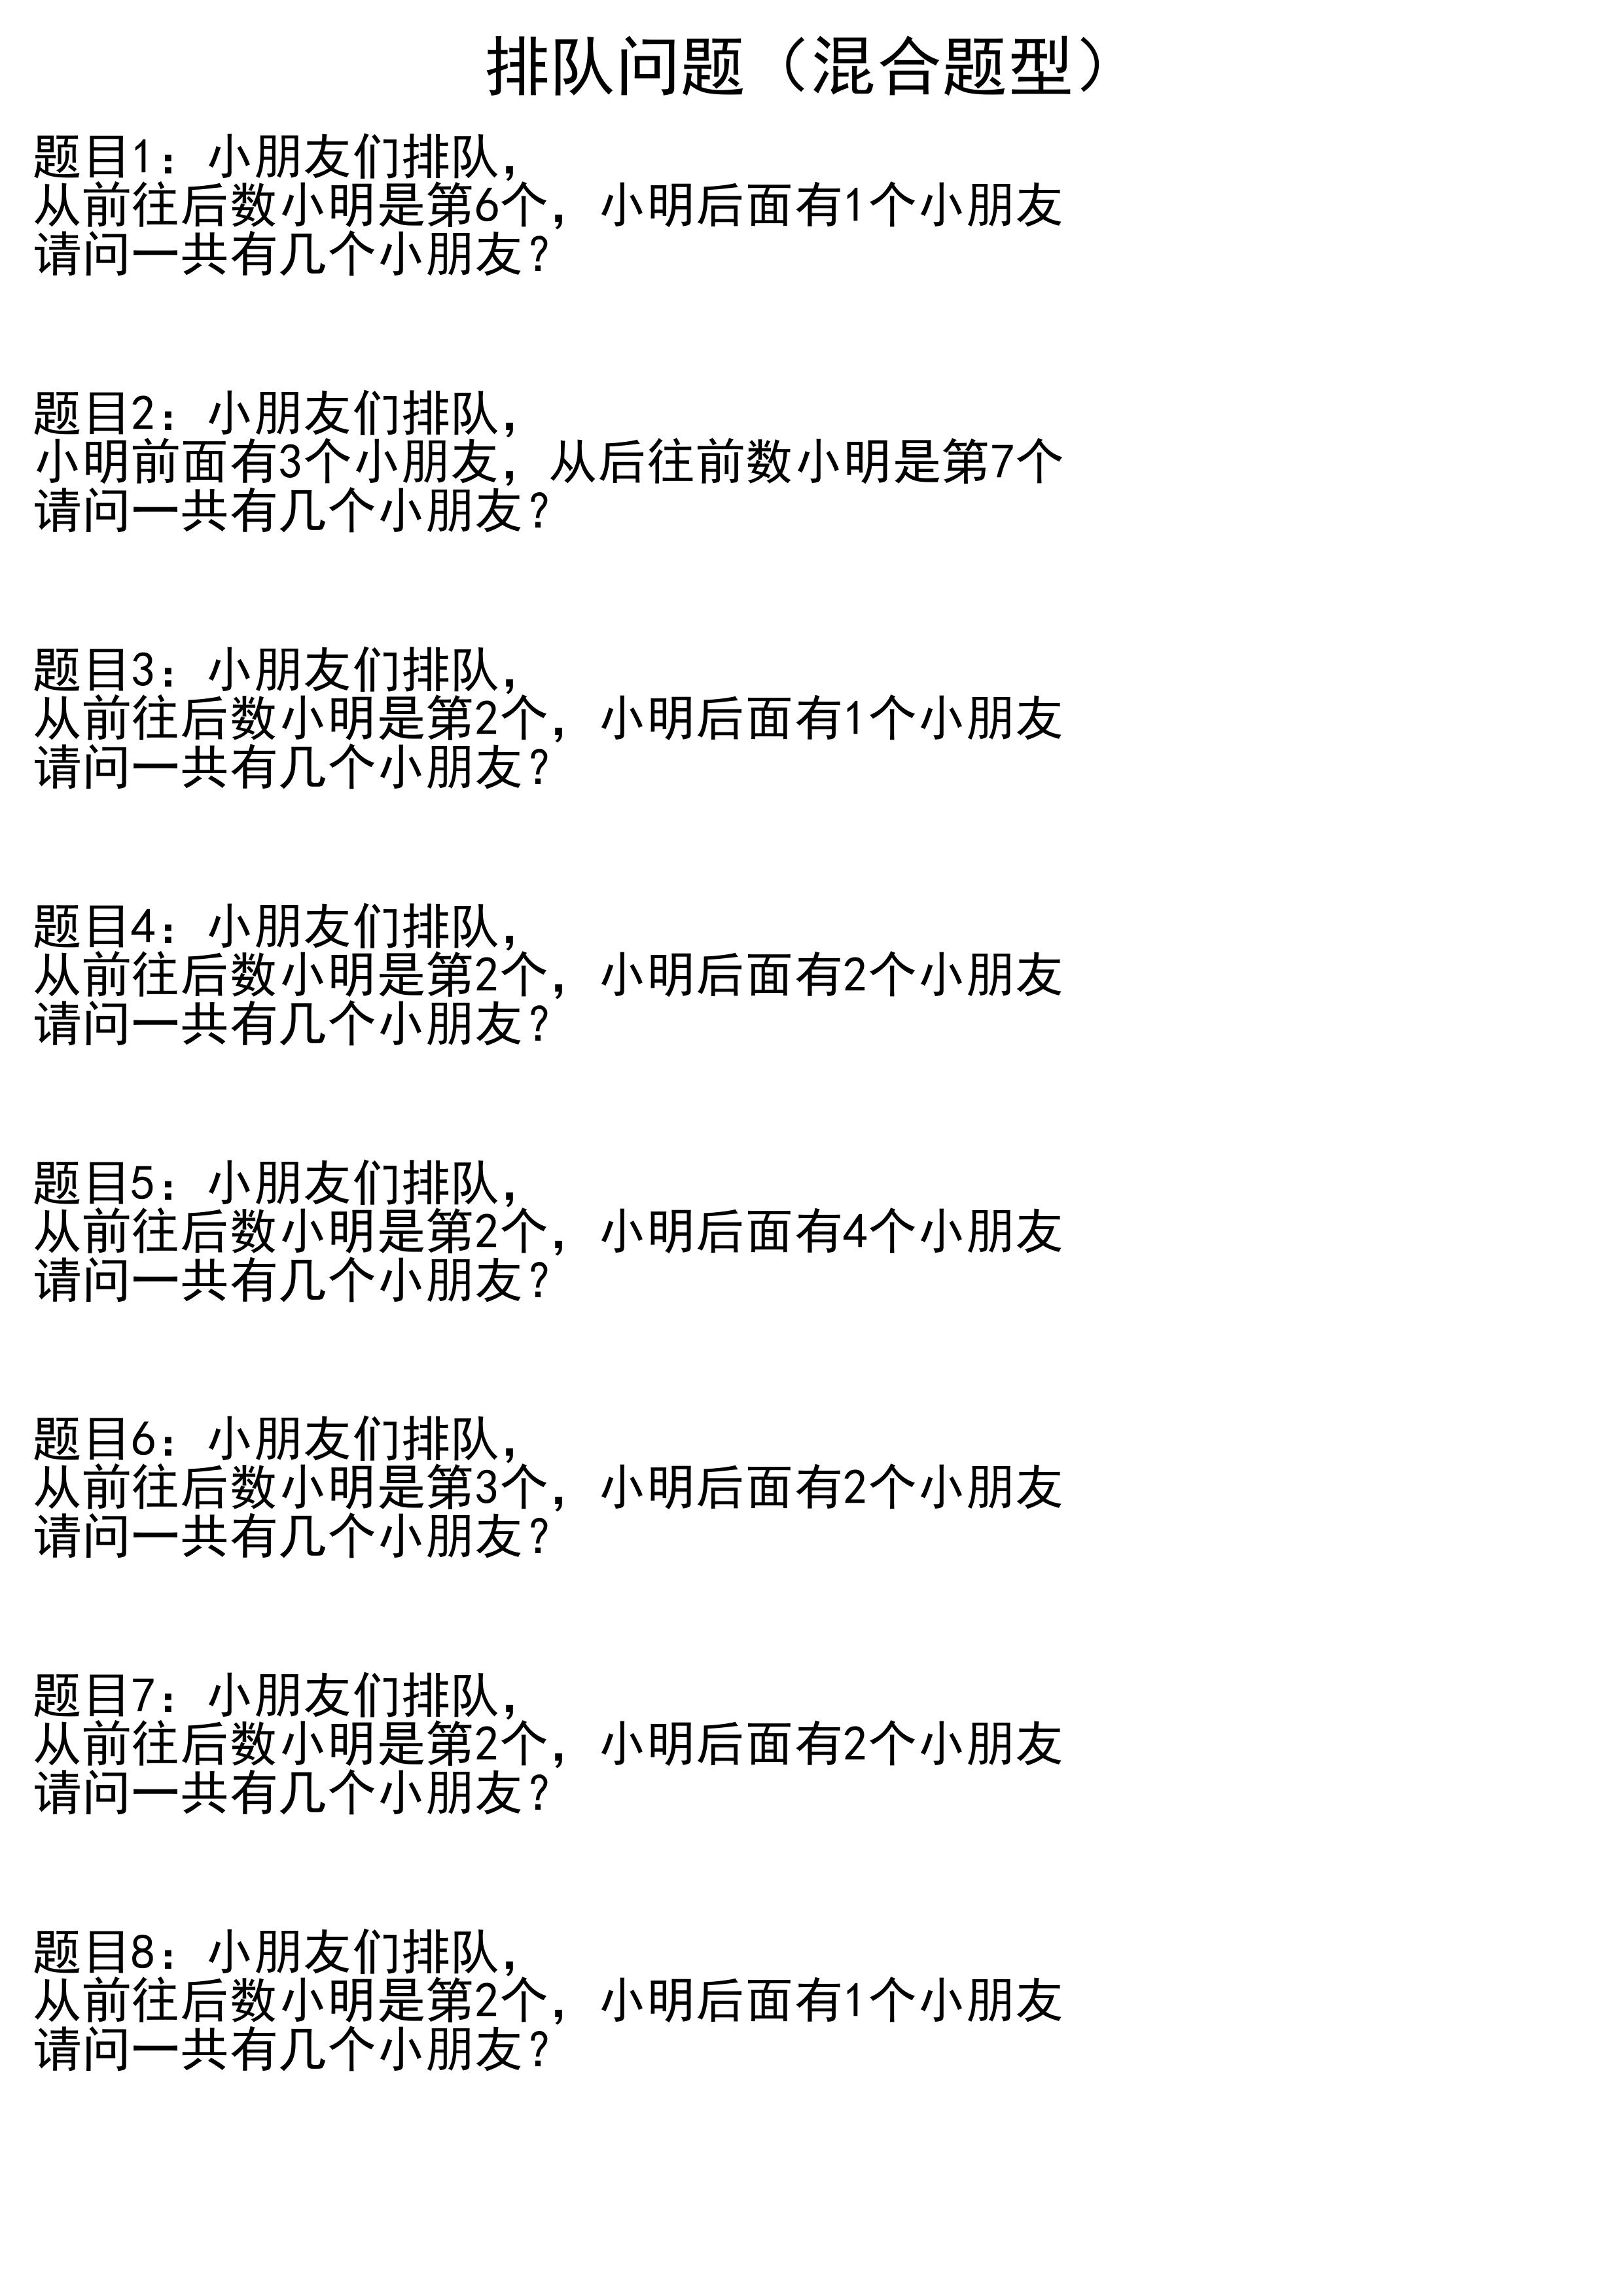 排队问题（混合题型）
题目1：小朋友们排队，
从前往后数小明是第6个，小明后面有1个小朋友
请问一共有几个小朋友？
题目2：小朋友们排队，
小明前面有3个小朋友，从后往前数小明是第7个
请问一共有几个小朋友？
题目3：小朋友们排队，
从前往后数小明是第2个，小明后面有1个小朋友
请问一共有几个小朋友？
题目4：小朋友们排队，
从前往后数小明是第2个，小明后面有2个小朋友
请问一共有几个小朋友？
题目5：小朋友们排队，
从前往后数小明是第2个，小明后面有4个小朋友
请问一共有几个小朋友？
题目6：小朋友们排队，
从前往后数小明是第3个，小明后面有2个小朋友
请问一共有几个小朋友？
题目7：小朋友们排队，
从前往后数小明是第2个，小明后面有2个小朋友
请问一共有几个小朋友？
题目8：小朋友们排队，
从前往后数小明是第2个，小明后面有1个小朋友
请问一共有几个小朋友？